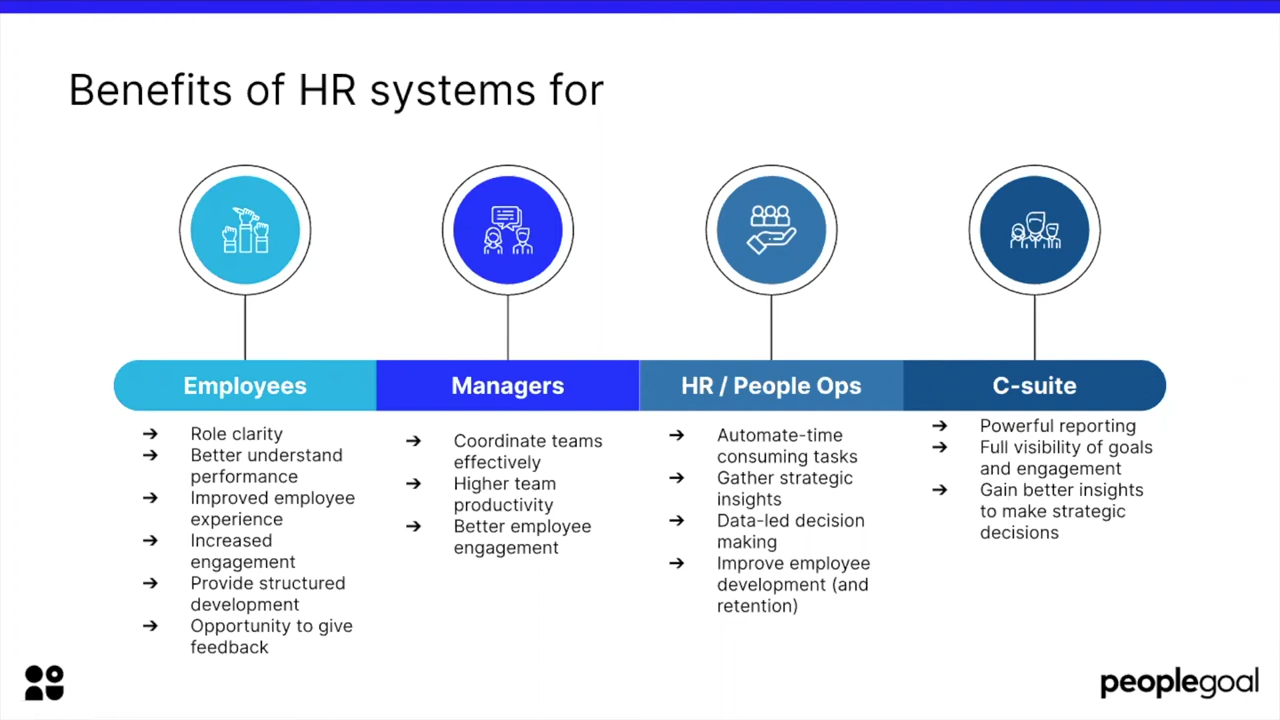 Benefits of HR systems for
Employees
➔ Role clarity
➔ Better understand
performance
➔ Improved employee
experience
➔ Increased
engagement
➔ Provide structured
development
➔ Opportunity to give
feedback
Managers
➔ Coordinate teams
effectively
➔ Higher team
productivity
➔ Better employee
engagement
HR / People Ops
➔ Automate-time
consuming tasks
➔ Gather strategic
insights
➔ Data-led decision
making
➔ Improve employee
development (and
retention)
C-suite
➔ Powerful reporting
➔ Full visibility of goals
and engagement
➔ Gain better insights
to make strategic
decisions
peoplegoal